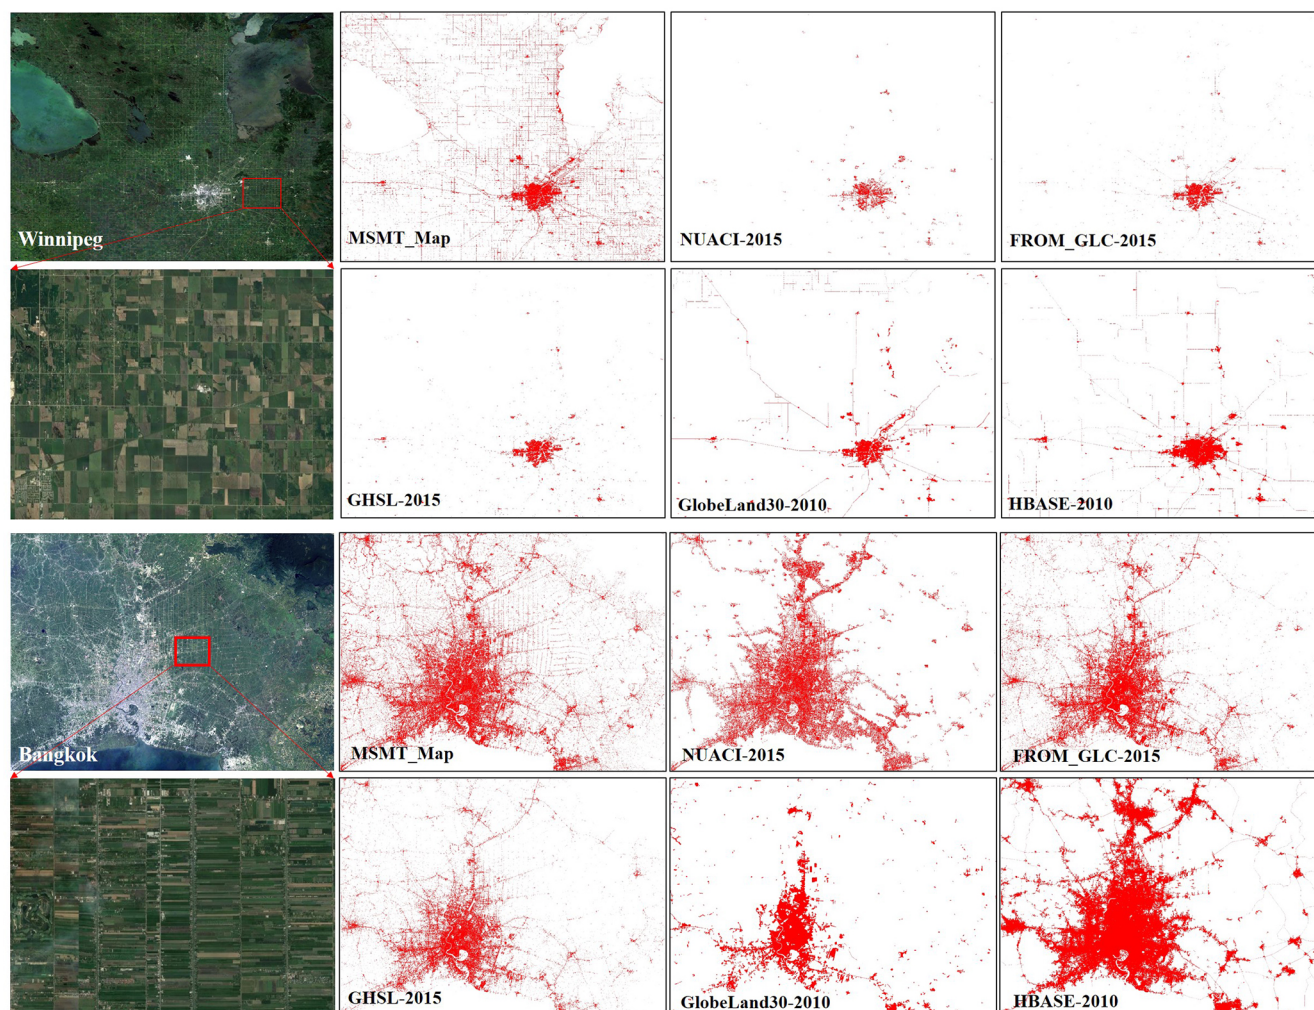 Winnipeg
MSMT_Map
NUACI-2015
FROM_GLC-2015
GHSL-2015
GlobeLand30-2010
HBASE-2010
Bangkok
MSMT_Map
NUACI-2015
FROM_GLC-2015
GHSL-2015
GlobeLand30-2010
HBASE-2010